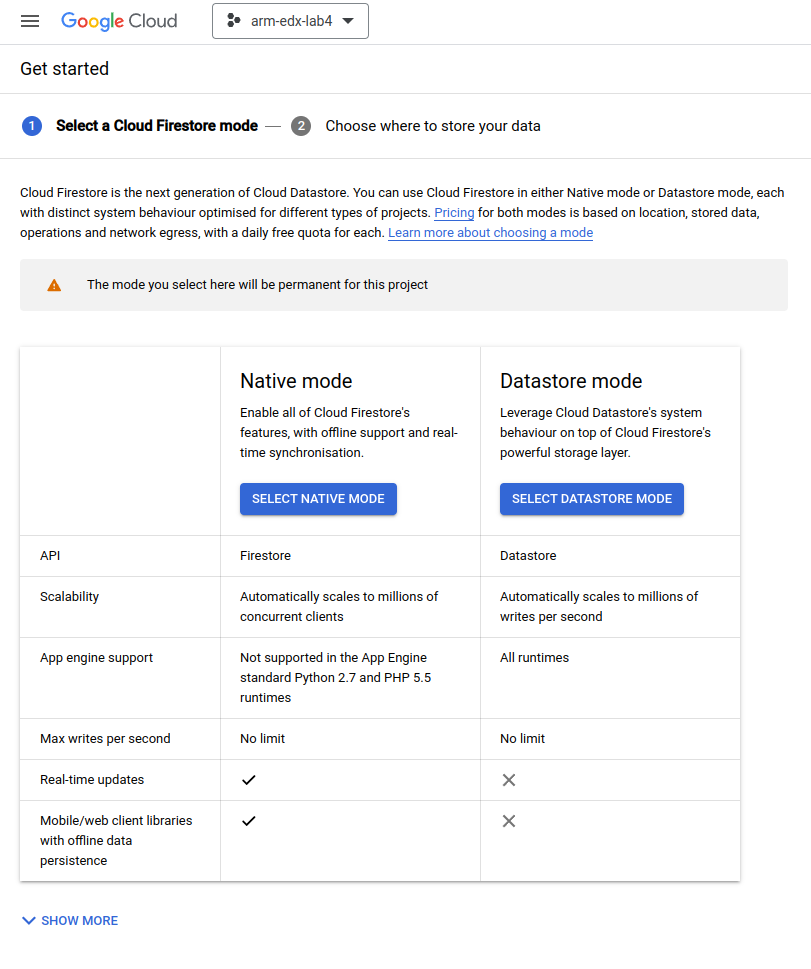 Google Cloud
arm-edx-lab4
Get started
1 Select a Cloud Firestore mode — 2 Choose where to store your data
Cloud Firestore is the next generation of Cloud Datastore. You can use Cloud Firestore in either Native mode or Datastore mode, each
with distinct system behaviour optimised for different types of projects. Pricing for both modes is based on location, stored data,
operations and network egress, with a daily free quota for each. Learn more about choosing a mode
The mode you select here will be permanent for this project
Native mode
Enable all of Cloud Firestore's
features, with offline support and real-
time synchronisation.
SELECT NATIVE MODE
Datastore mode
Leverage Cloud Datastore's system
behaviour on top of Cloud Firestore's
powerful storage layer.
SELECT DATASTORE MODE
API
Firestore
Datastore
Scalability
Automatically scales to millions of
concurrent clients
Automatically scales to millions of
writes per second
App engine support
Not supported in the App Engine
standard Python 2.7 and PHP 5.5
runtimes
All runtimes
Max writes per second
No limit
No limit
Real-time updates
Mobile/web client libraries
with offline data
persistence
SHOW MORE